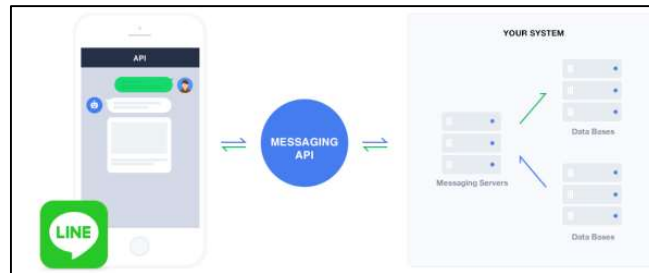 API
LINE
MESSAGING
API
YOUR SYSTEM
Messaging Servers
Data Bases
Data Bases